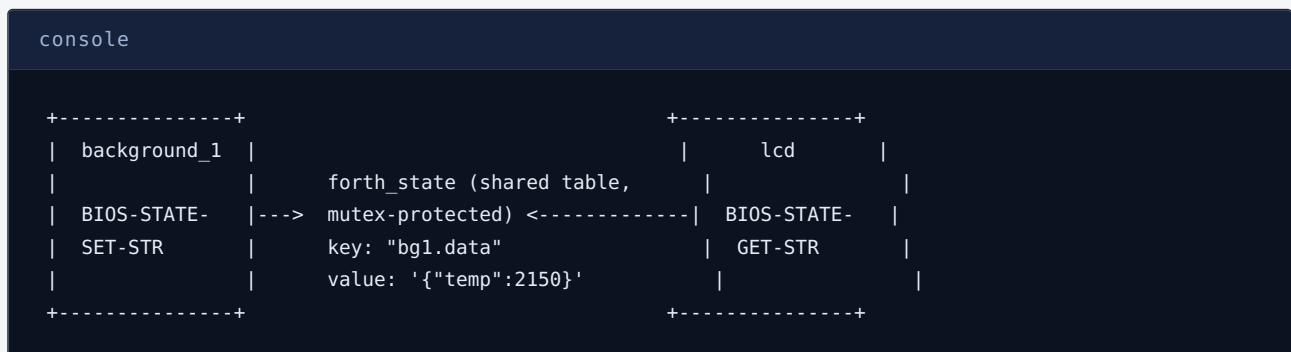 console
+---------------+                                     +---------------+
|  background_1  |                                     |      lcd       |
|                |      forth_state (shared table,      |                |
|  BIOS-STATE-   |--->  mutex-protected) <-------------|  BIOS-STATE-   |
|  SET-STR       |      key: "bg1.data"                 |  GET-STR       |
|                |      value: '{"temp":2150}'           |                |
+---------------+                                     +---------------+